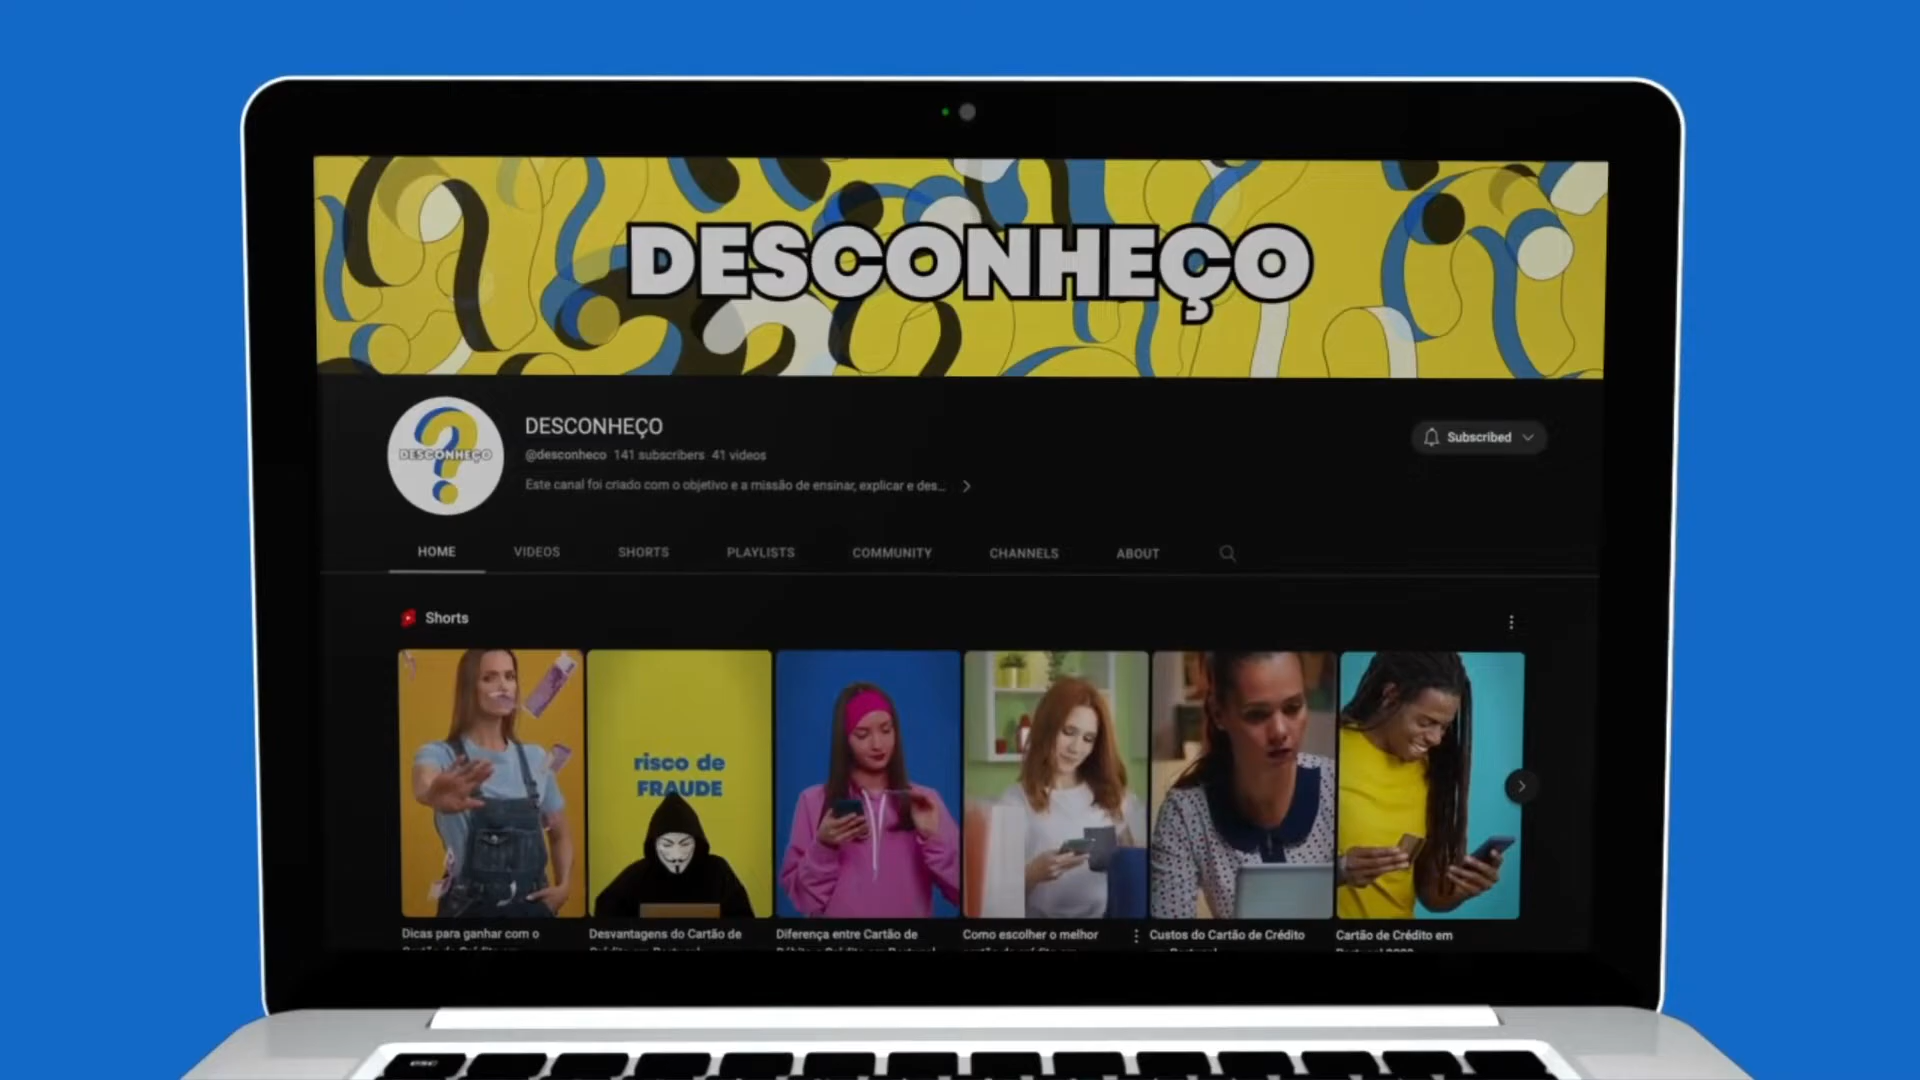 DESCONHEÇO
DESCONHEÇO
DESCONHEÇO
@desconheco 141 subscribers 41 videos
Este canal foi criado com o objetivo e a missão de ensinar, explicar e des...
Subscribed
HOME VIDEOS SHORTS PLAYLISTS COMMUNITY CHANNELS ABOUT
Shorts
risco de
FRAUDE
Dicas para ganhar com o
Desvantagens do Cartão de
Diferença entre Cartão de
Como escolher o melhor
Custos do Cartão de Crédito
Cartão de Crédito em
esc